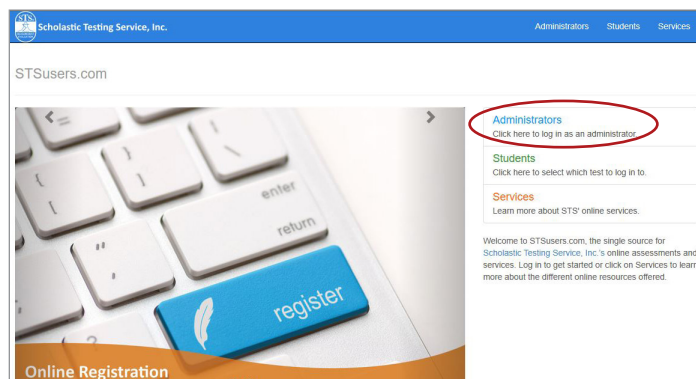 STS
Scholastic Testing Service, Inc.
Administrators Students Services
STSusers.com
Administrators
Click here to log in as an administrator.
Students
Click here to select which test to log in to.
Services
Learn more about STS' online services.
Welcome to STSusers.com, the single source for
Scholastic Testing Service, Inc.'s online assessments and
services. Log in to get started or click on Services to learn
more about the different online resources offered.
enter
return
register
Online Registration